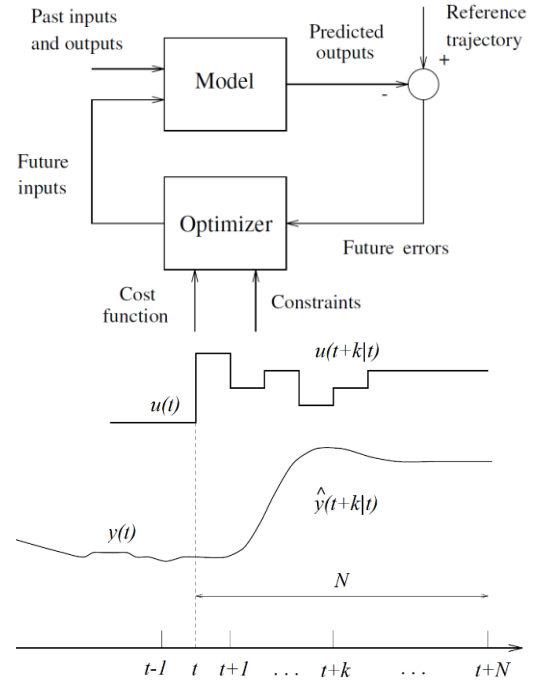 Past inputs
and outputs
Model
Predicted
outputs
Reference
trajectory
+
-
Future
inputs
Optimizer
Future errors
Cost
function
Constraints
u(t+k|t)
u(t)
ŷ(t+k|t)
y(t)
N
t-1 t t+1 ... t+k ... t+N